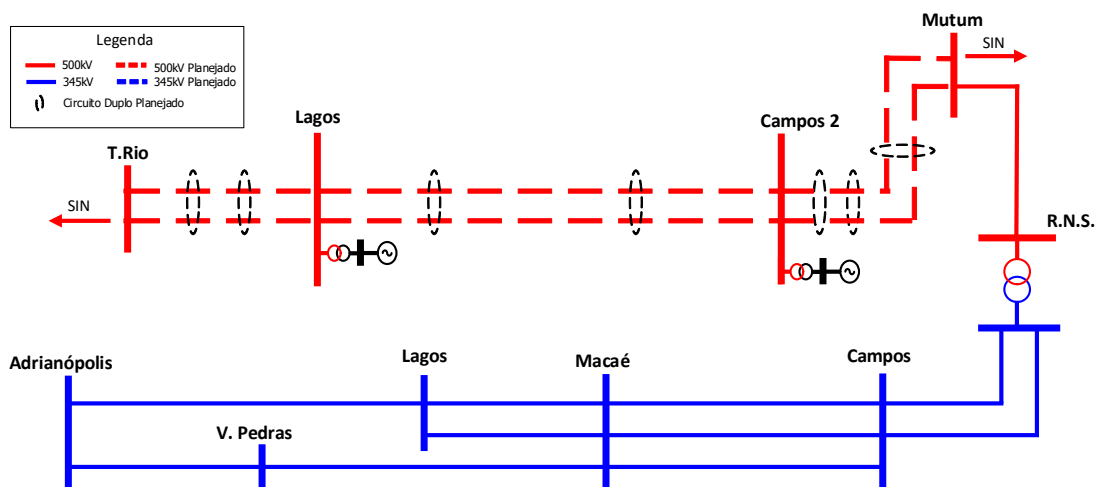 Legenda
500kV
500kV Planejado
345kV
345kV Planejado
Circuito Duplo Planejado
Mutum
SIN
Lagos
Campos 2
T.Rio
SIN
R.N.S.
Adrianópolis
Lagos
Macaé
Campos
V. Pedras